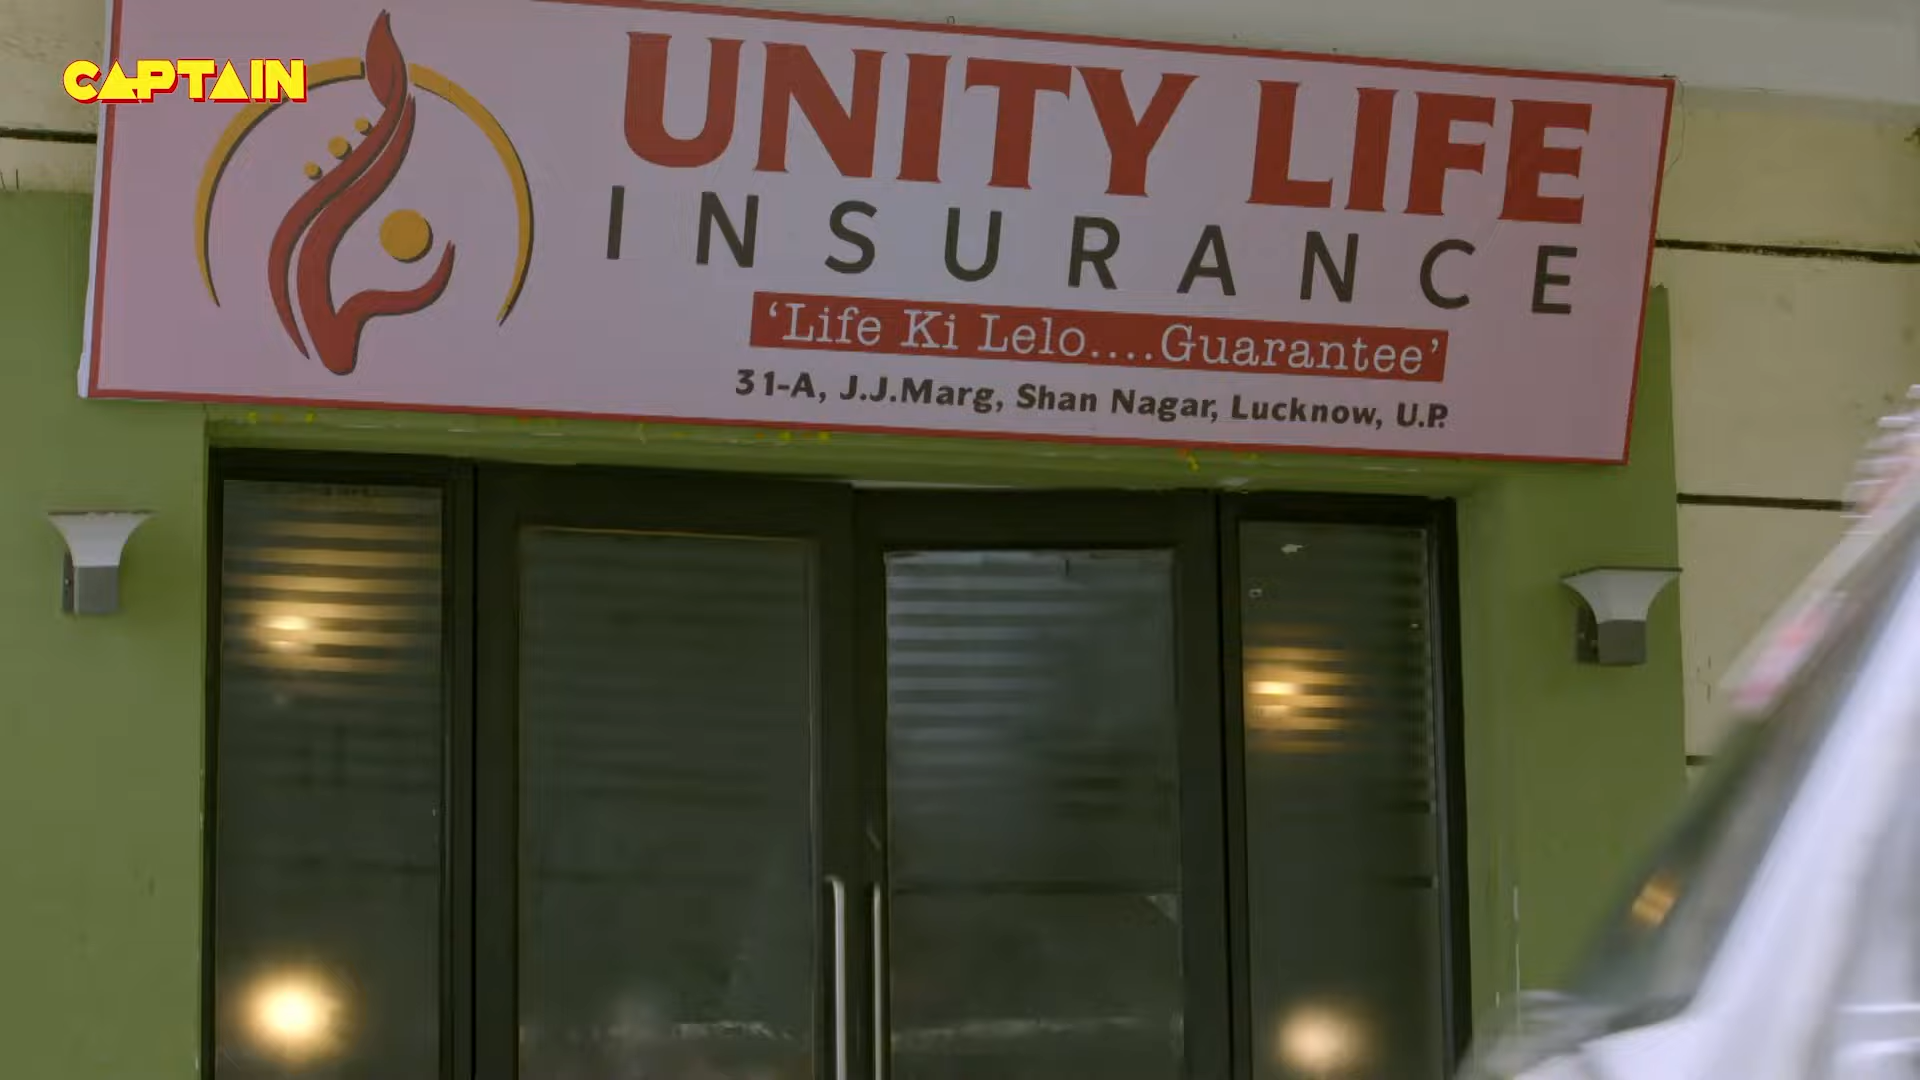 CAPTAIN
UNITY LIFE
INSURANCE
‘Life Ki Lelo....Guarantee’
31-A, J.J.Marg, Shan Nagar, Lucknow, U.P.